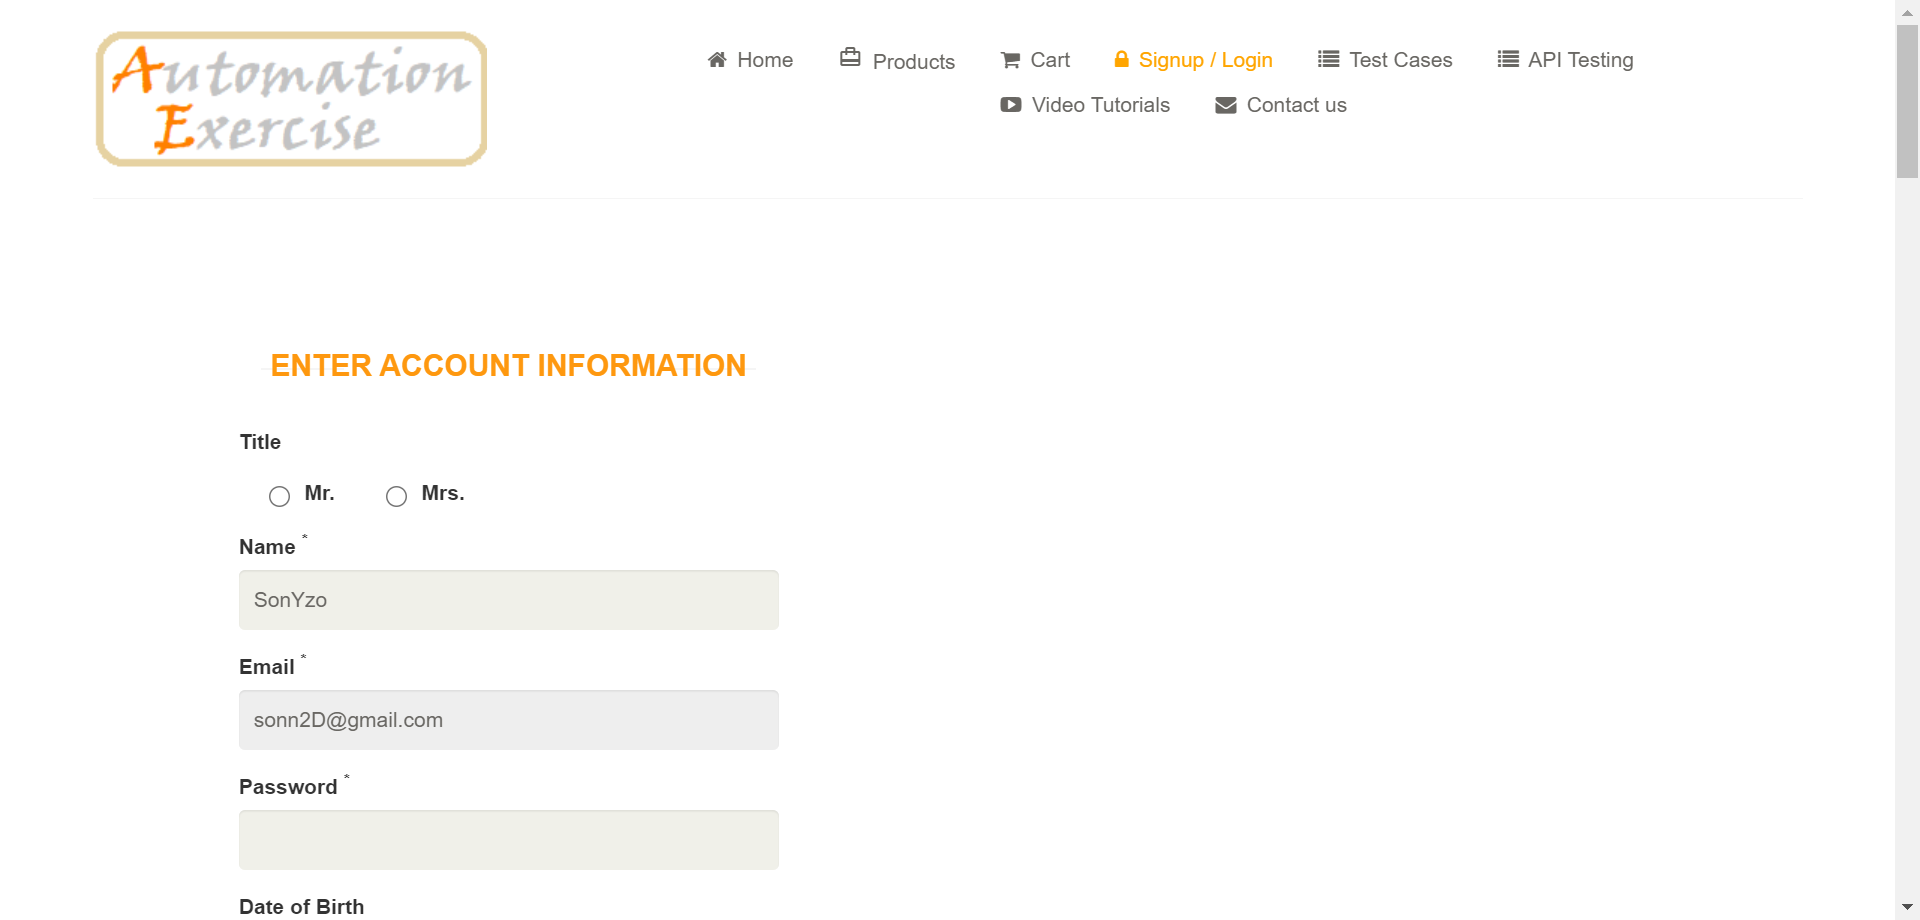 Automation
Exercise
Home Products Cart Signup / Login Test Cases API Testing
Video Tutorials Contact us
ENTER ACCOUNT INFORMATION
Title
Mr. Mrs.
Name *
SonYzo
Email *
sonn2D@gmail.com
Password *
Date of Birth